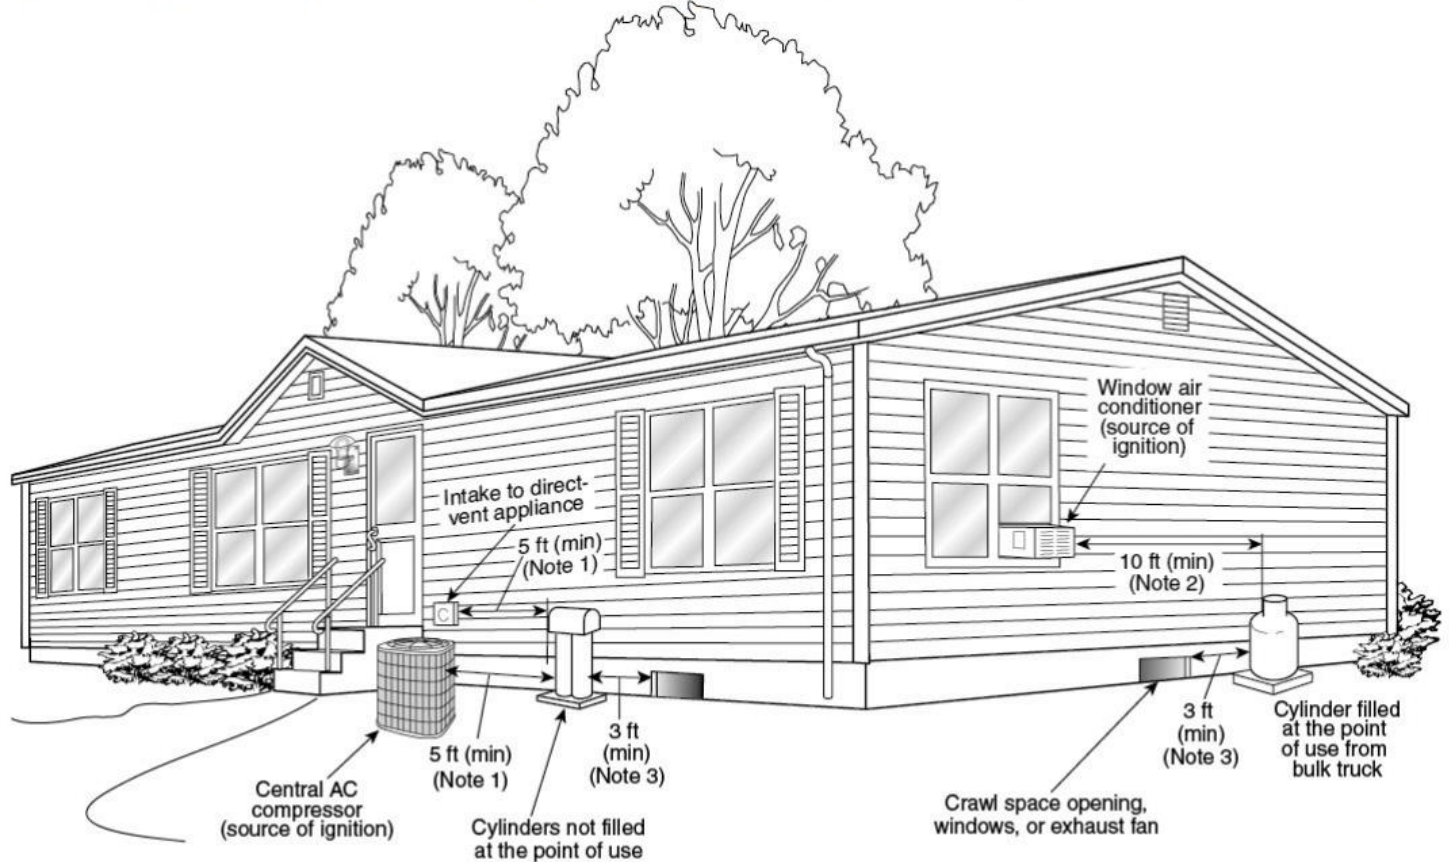 Window air
conditioner
(source of
ignition)
Intake to direct-
vent appliance
5 ft (min)
(Note 1)
10 ft (min)
(Note 2)
C
5 ft (min)
(Note 1)
3 ft
(min)
(Note 3)
3 ft
(min)
(Note 3)
Cylinder filled
at the point
of use from
bulk truck
Central AC
compressor
(source of ignition)
Cylinders not filled
at the point of use
Crawl space opening,
windows, or exhaust fan